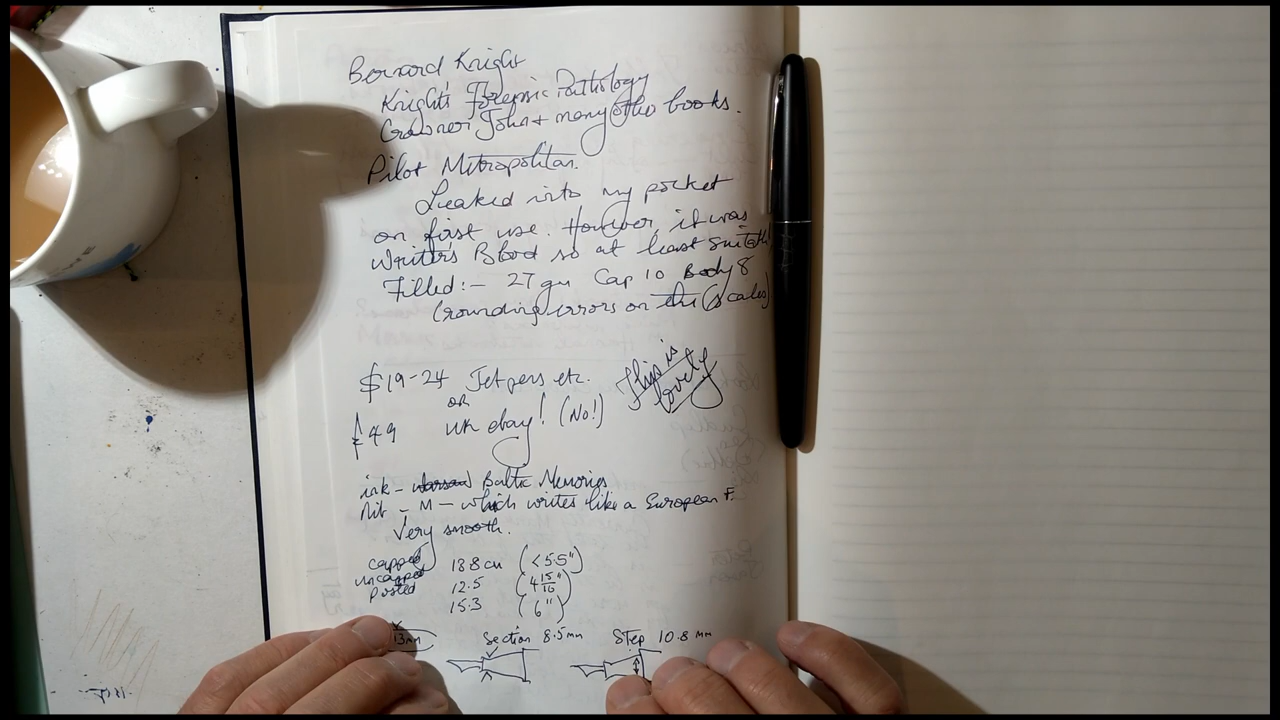 Bernard Knight
Knight's Forensic Pathology
Crowner John + many other books.
Pilot Metropolitan.
Leaked into my pocket
on first use. However, it was
Writer's Blood so at least suitable!
Filled:- 27 gm Cap 10 Body 8
(rounding errors on the scales)
$19-24 Jetpens etc.
OR
£49 UK ebay! (No!)
This is
lovely
ink - Baltic Memories
Nib - M - which writes like a European F.
Very smooth.
capped 18.8 cm (<5.5")
uncapped 12.5 (4 15/16")
posted 15.3 (6")
13mm
Section 8.5mm
Step 10.8 mm